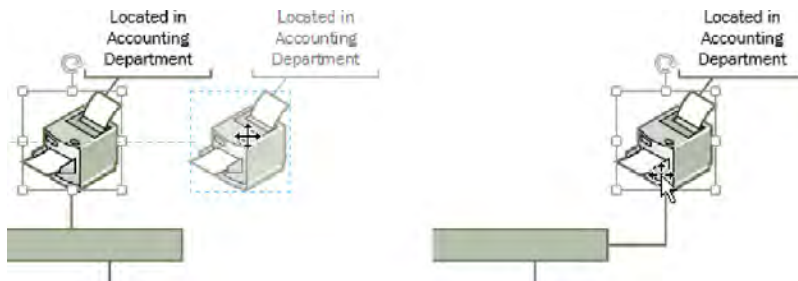 Located in
Accounting
Department
Located in
Accounting
Department
Located in
Accounting
Department